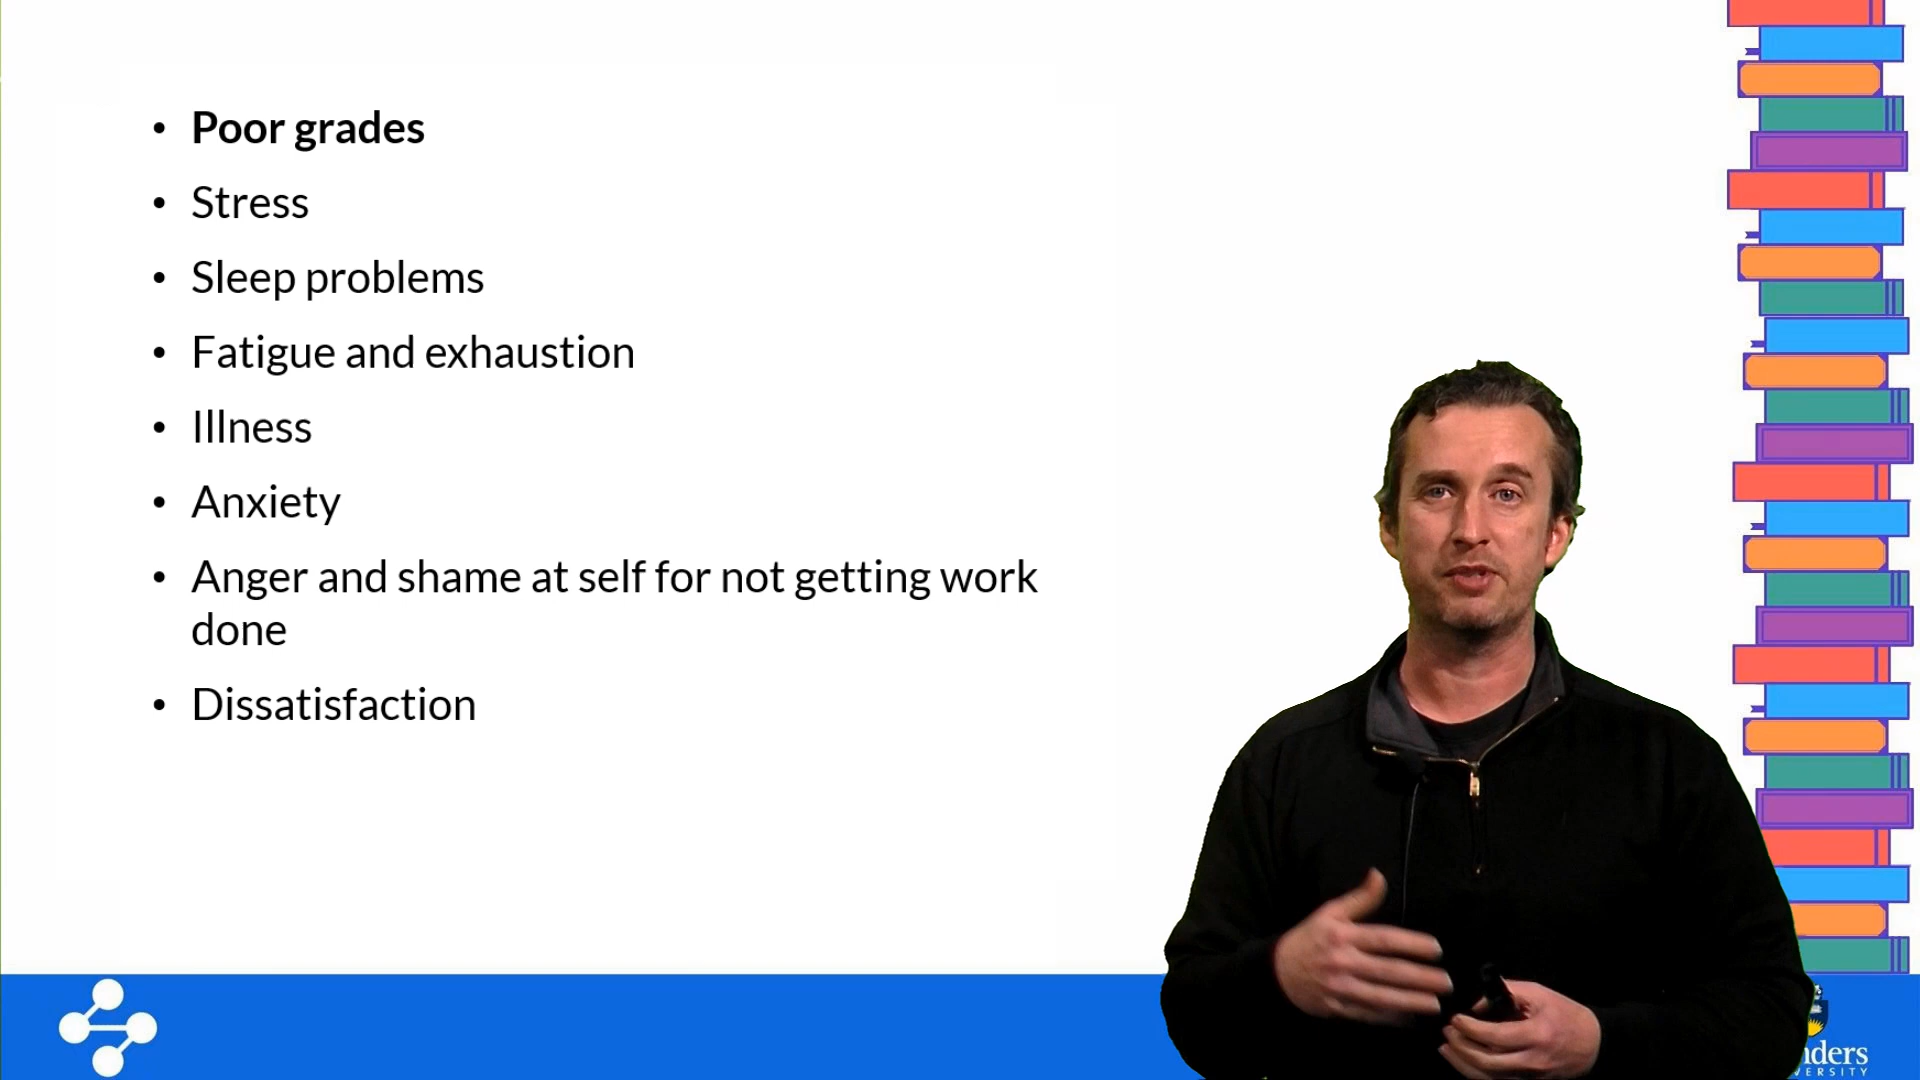 • Poor grades
• Stress
• Sleep problems
• Fatigue and exhaustion
• Illness
• Anxiety
• Anger and shame at self for not getting work
done
• Dissatisfaction